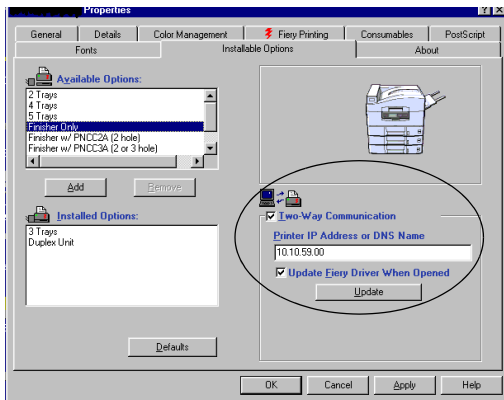 Properties
General Details Color Management Fiery Printing Consumables PostScript
Fonts Installable Options About
Available Options:
2 Trays
4 Trays
5 Trays
Finisher Only
Finisher w/ PNCC2A (2 hole)
Finisher w/ PNCC3A (2 or 3 hole)
Add Remove
Installed Options:
3 Trays
Duplex Unit
Defaults
Two-Way Communication
Printer IP Address or DNS Name
10.10.59.00
Update Fiery Driver When Opened
Update
OK Cancel Apply Help